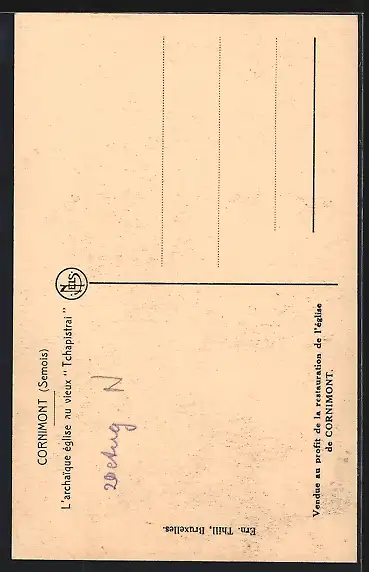 CORNIMONT (Semois)
L'archaïque église au vieux "Tchapistrai"
NELS
Ern. Thill, Bruxelles.
Vendue au profit de la restauration de l'église
de CORNIMONT.